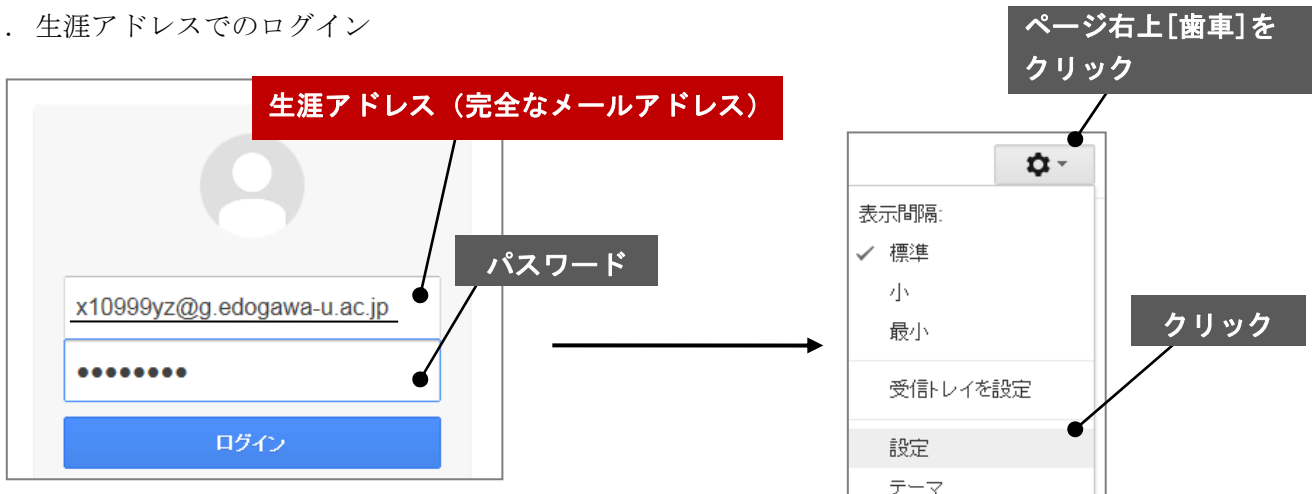 . 生涯アドレスでのログイン
ページ右上[歯車]を
クリック
生涯アドレス（完全なメールアドレス）
パスワード
x10999yz@g.edogawa-u.ac.jp
••••••••
ログイン
表示間隔:
✓ 標準
小
最小
受信トレイを設定
クリック
設定
テーマ